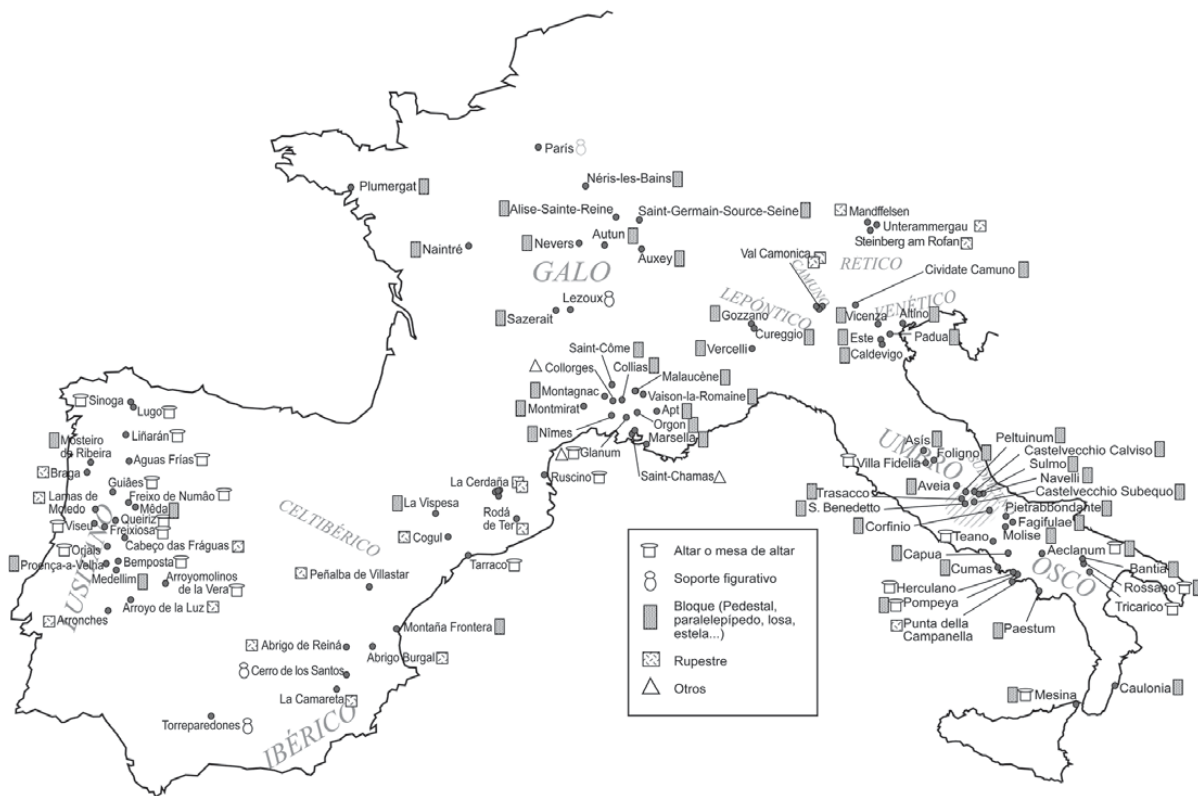 París
Plumergat
Néris-les-Bains
Alise-Sainte-Reine
Saint-Germain-Source-Seine
Naintré
Nevers
Autun
Auxey
GALO
Lezoux
Sazerait
Mandffelsen
Unterammergau
Steinberg am Rofan
Val Camonica
CAMUNO
RETICO
Cividate Camuno
LEPÓNTICO
VENÉTICO
Gozzano
Cureggio
Vercelli
Vicenza
Altino
Este
Padua
Caldevigo
Saint-Côme
Collias
Collorges
Malaucène
Montagnac
Vaison-la-Romaine
Montmirat
Apt
Orgon
Nîmes
Marsella
Glanum
Saint-Chamas
Ruscino
La Cerdaña
La Vispesa
Rodá
de Ter
Cogul
Tarraco
CELTIBÉRICO
Peñalba de Villastar
Montaña Frontera
Abrigo de Reiná
Abrigo Burgal
Cerro de los Santos
La Camareta
Torreparedones
IBÉRICO
Sinoga
Lugo
Liñarán
Mosteiro
de Ribeira
Aguas Frías
Braga
Guiães
Lamas de
Moledo
Freixo de Numão
Mêda
Queiriz
Viseu
Freixiosa
Cabeço das Fráguas
Orjais
Proença-a-Velha
Bemposta
Medellim
Arroyomolinos
de la Vera
Arroyo de la Luz
Arronches
LUSITANO
UMBRO
Asís
Foligno
Villa Fidelia
Peltuinum
Castelvecchio Calviso
Sulmo
Navelli
Castelvecchio Subequo
Aveia
Trasacco
S. Benedetto
Pietrabbondante
Corfinio
Fagifulae
Molise
Teano
Aeclanum
Capua
Bantia
Cumas
OSCO
Herculano
Rossano
Pompeya
Tricarico
Punta della
Campanella
Paestum
Mesina
Caulonia
Altar o mesa de altar
Soporte figurativo
Bloque (Pedestal,
paralelepípedo, losa,
estela...)
Rupestre
Otros